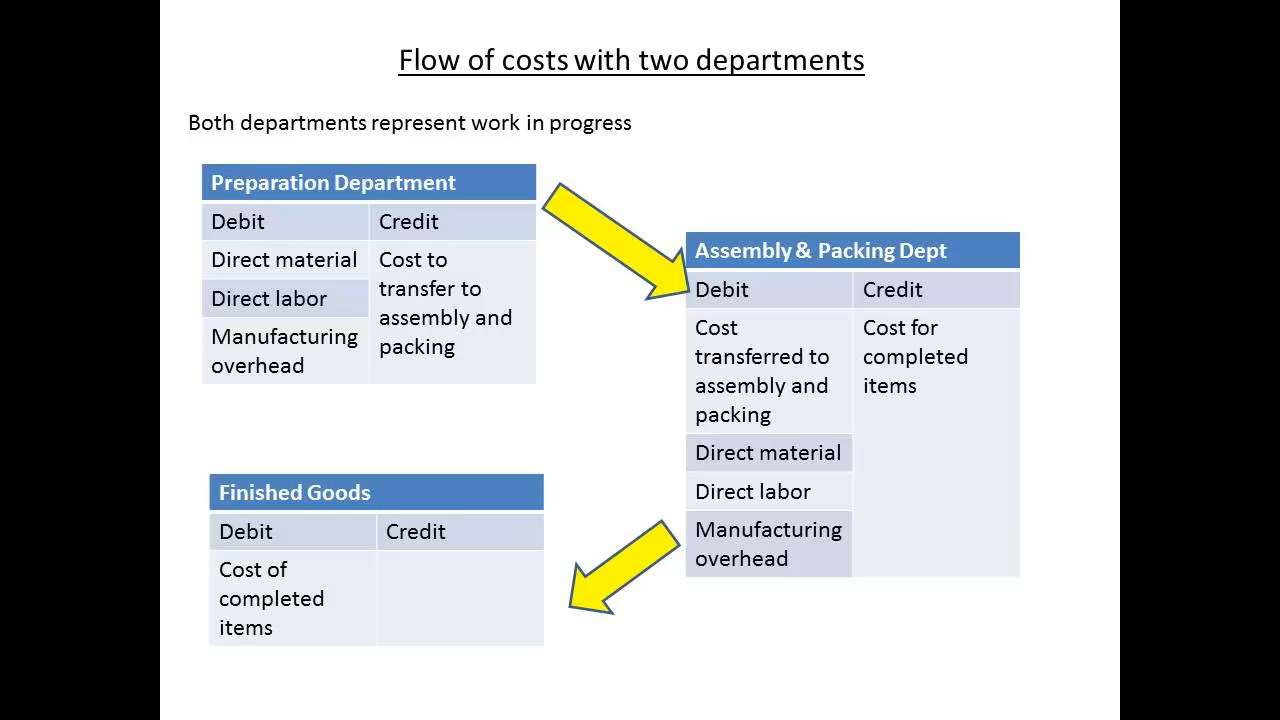 Flow of costs with two departments
Both departments represent work in progress
Preparation Department
Debit
Credit
Direct material
Direct labor
Manufacturing
overhead
Cost to
transfer to
assembly and
packing
Assembly & Packing Dept
Debit
Credit
Cost
transferred to
assembly and
packing
Direct material
Direct labor
Manufacturing
overhead
Cost for
completed
items
Finished Goods
Debit
Credit
Cost of
completed
items